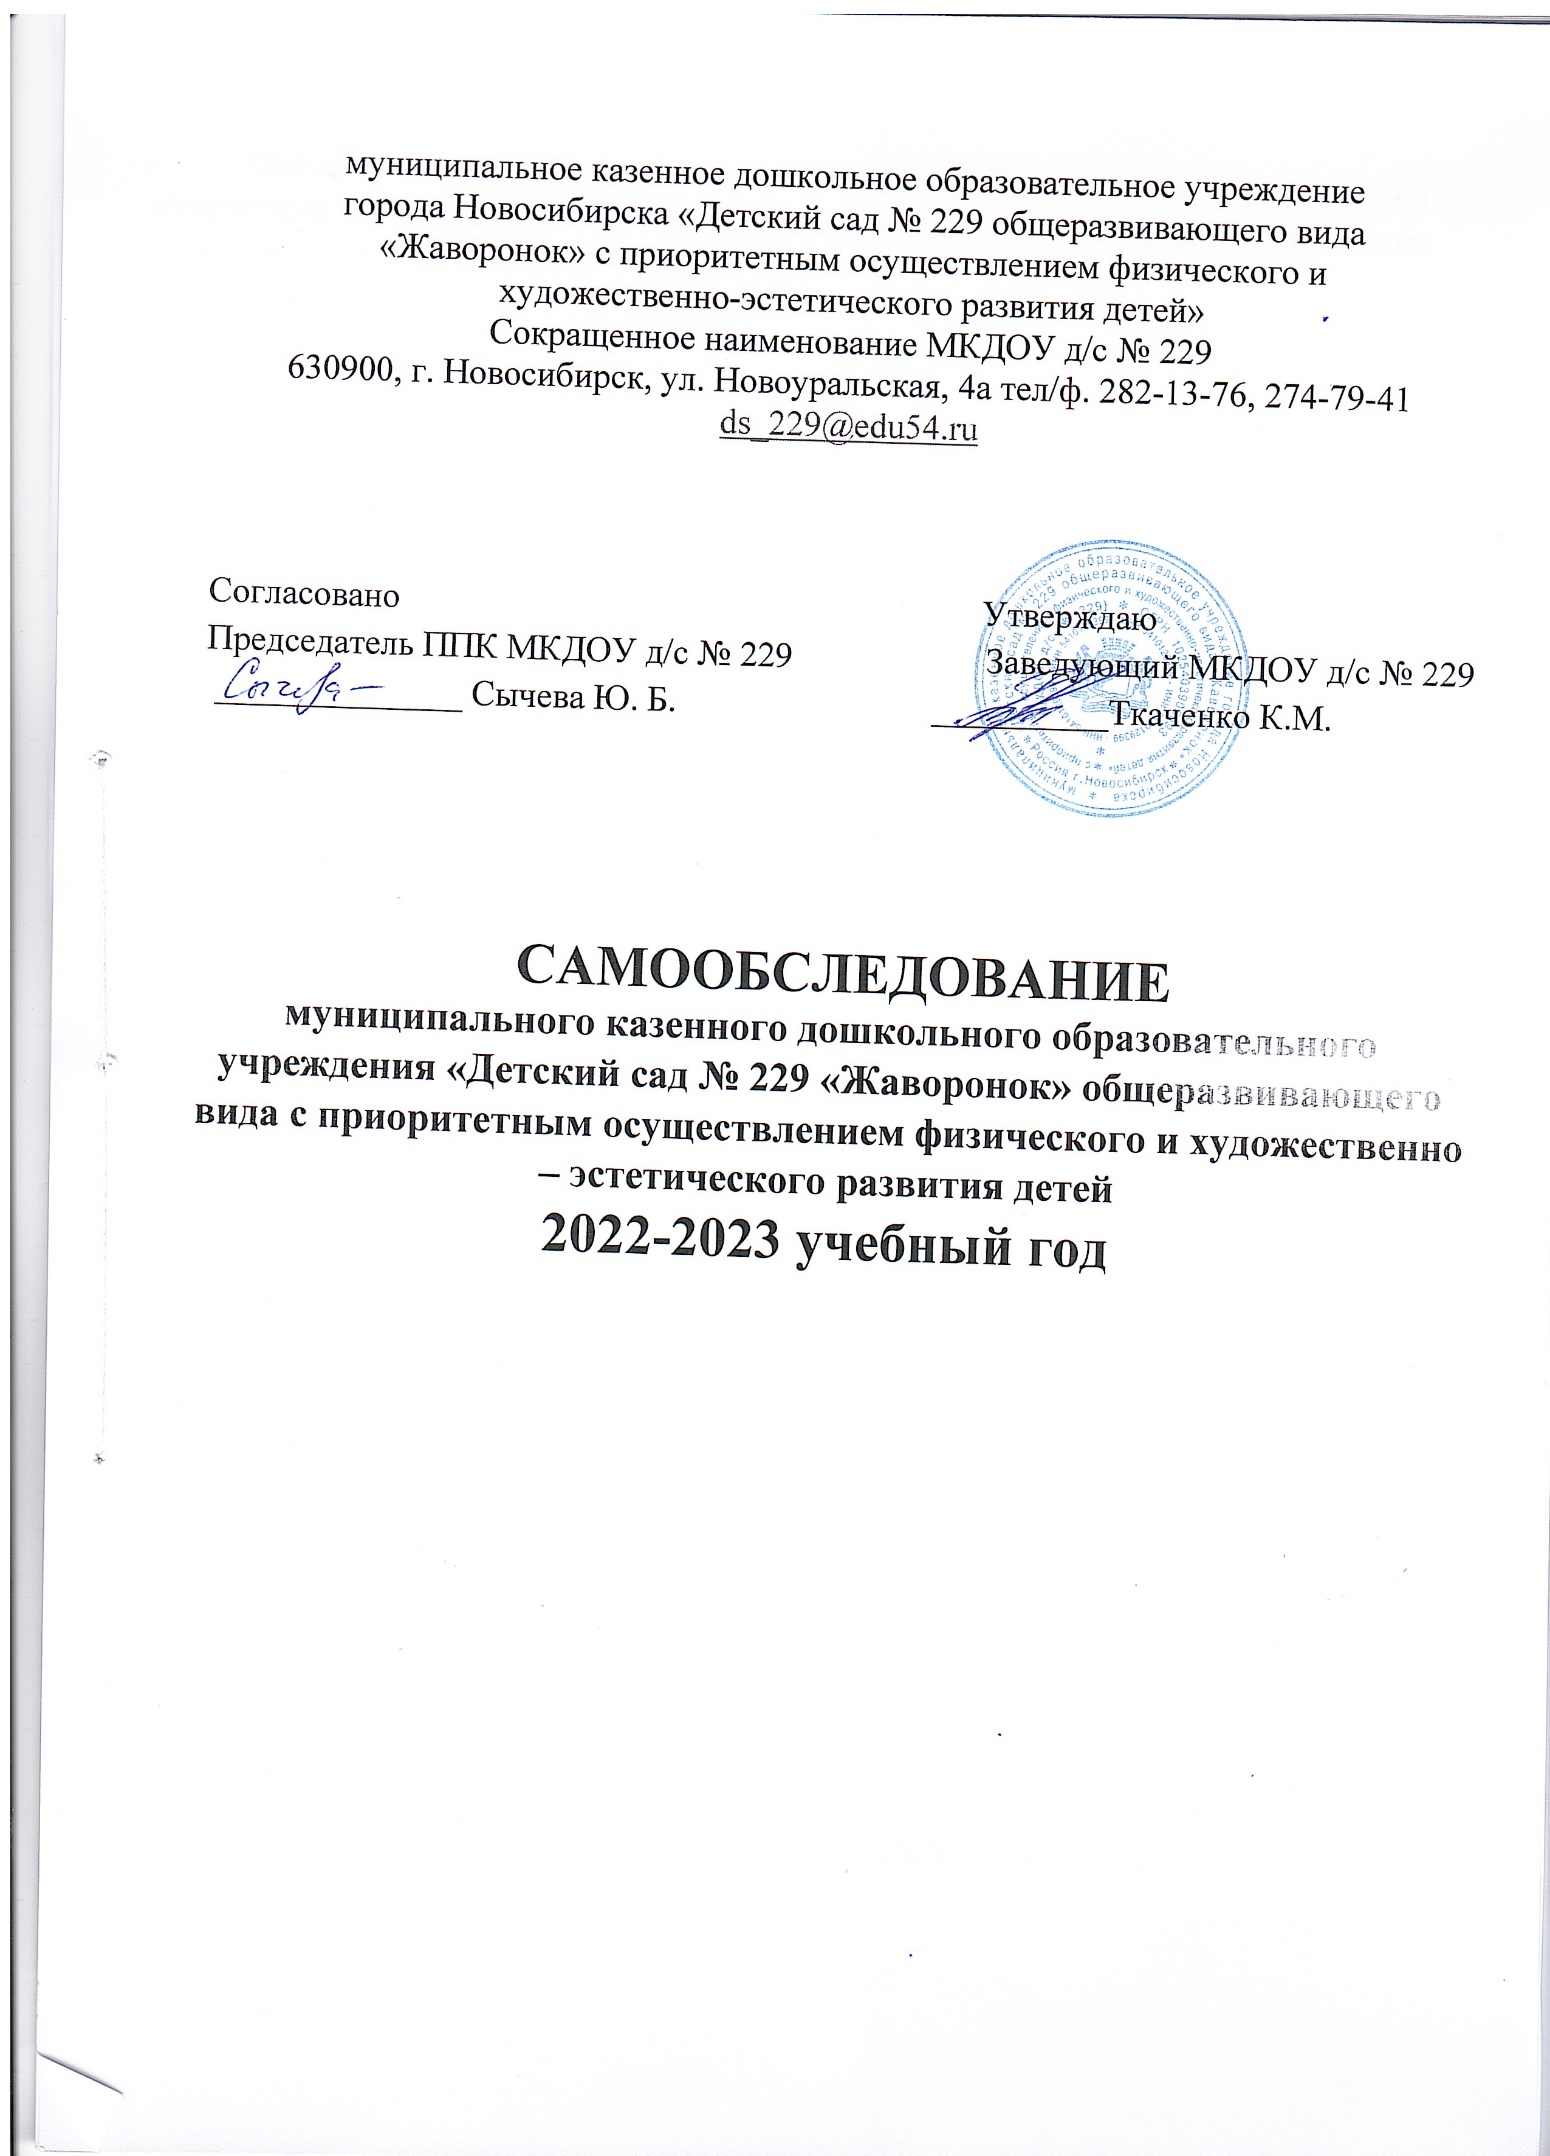 муниципальное казенное дошкольное образовательное учреждение
города Новосибирска «Детский сад № 229 общеразвивающего вида
«Жаворонок» с приоритетным осуществлением физического и
художественно-эстетического развития детей»
Сокращенное наименование МКДОУ д/с № 229
630900, г. Новосибирск, ул. Новоуральская, 4а тел/ф. 282-13-76, 274-79-41
ds_229@edu54.ru
Согласовано
Председатель ППК МКДОУ д/с № 229
Сычева Сычева Ю. Б.
Утверждаю
Заведующий МКДОУ д/с № 229
Ткаченко К.М.
САМООБСЛЕДОВАНИЕ
муниципального казенного дошкольного образовательного
учреждения «Детский сад № 229 «Жаворонок» общеразвивающего
вида с приоритетным осуществлением физического и художественно
– эстетического развития детей
2022-2023 учебный год